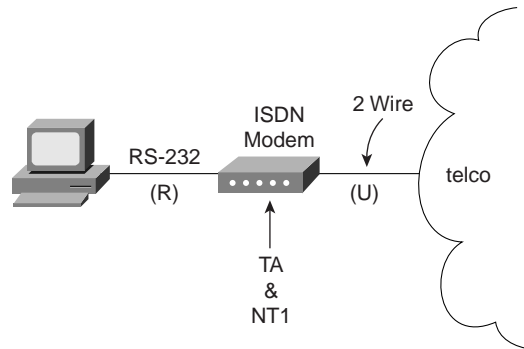 2 Wire
ISDN
Modem
RS-232
(R)
(U)
telco
TA
&
NT1